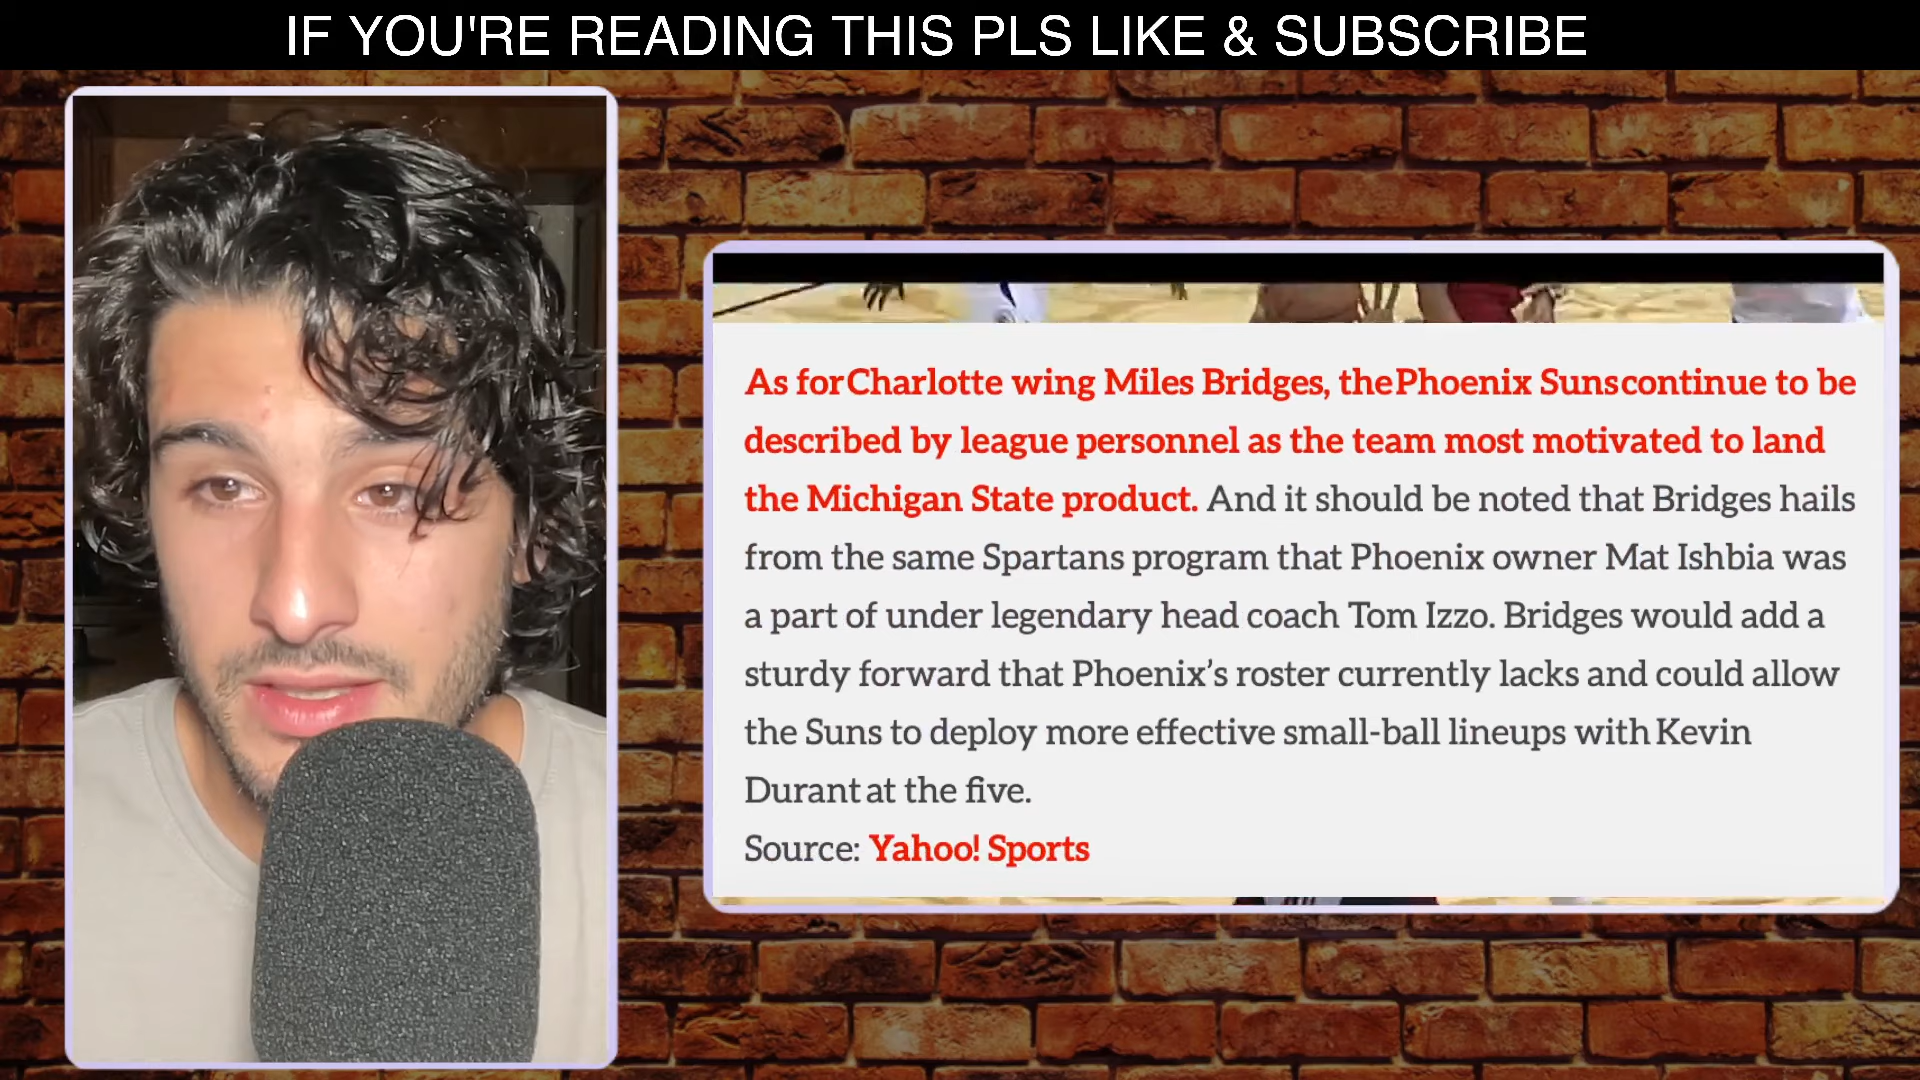 IF YOU'RE READING THIS PLS LIKE & SUBSCRIBE
As for Charlotte wing Miles Bridges, the Phoenix Suns continue to be
described by league personnel as the team most motivated to land
the Michigan State product. And it should be noted that Bridges hails
from the same Spartans program that Phoenix owner Mat Ishbia was
a part of under legendary head coach Tom Izzo. Bridges would add a
sturdy forward that Phoenix’s roster currently lacks and could allow
the Suns to deploy more effective small-ball lineups with Kevin
Durant at the five.
Source: Yahoo! Sports